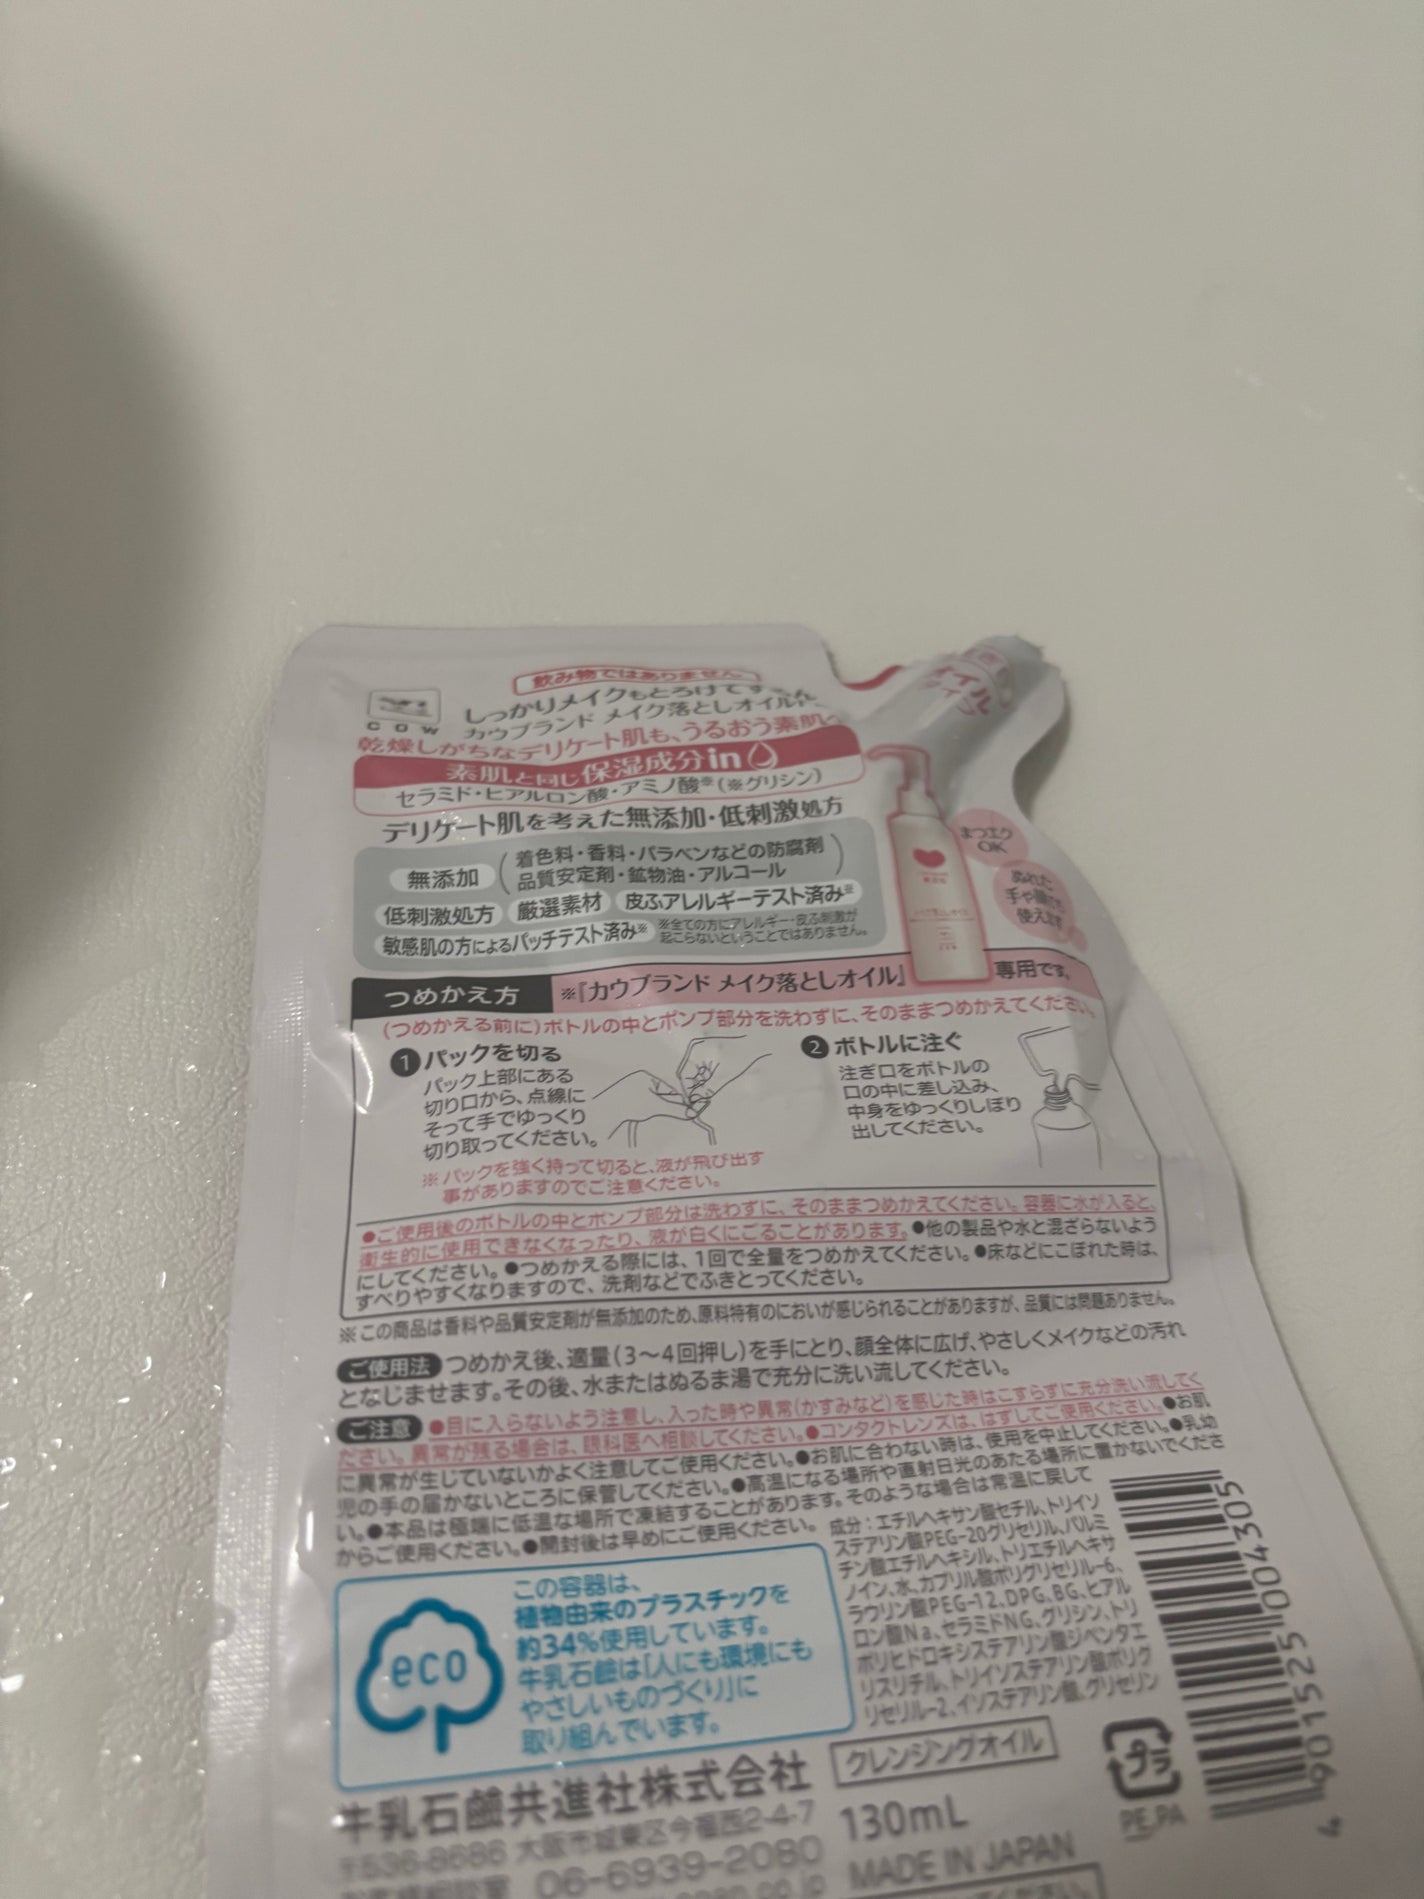 飲み物ではありません
COW
しっかりメイクもとろけてする
カウブランド メイク落としオイル
乾燥しがちなデリケート肌も、うるおう素肌へ
素肌と同じ保湿成分in
セラミド・ヒアルロン酸・アミノ酸※(※グリシン)
デリケート肌を考えた無添加・低刺激処方
無添加 (着色料・香料・パラベンなどの防腐剤
品質安定剤・鉱物油・アルコール)
低刺激処方 厳選素材 皮ふアレルギーテスト済み※
敏感肌の方によるパッチテスト済み※ ※全ての方にアレルギー・皮ふ刺激が
起こらないということではありません。
オイル
まつエク
OK
ぬれた
手や顔でも
使えます
つめかえ方 ※『カウブランド メイク落としオイル』専用です。
(つめかえる前に)ボトルの中とポンプ部分を洗わずに、そのままつめかえてください。
1 パックを切る
パック上部にある
切り口から、点線に
そって手でゆっくり
切り取ってください。
※パックを強く持って切ると、液が飛び出す
事がありますのでご注意ください。
2 ボトルに注ぐ
注ぎ口をボトルの
口の中に差し込み、
中身をゆっくりしぼり
出してください。
●ご使用後のボトルの中とポンプ部分は洗わずに、そのままつめかえてください。容器に水が入ると、
衛生的に使用できなくなったり、液が白くにごることがあります。●他の製品や水と混ざらないよう
にしてください。●つめかえる際には、1回で全量をつめかえてください。●床などにこぼれた時は、
すべりやすくなりますので、洗剤などでふきとってください。
※この商品は香料や品質安定剤が無添加のため、原料特有のにおいが感じられることがありますが、品質には問題ありません。
ご使用法 つめかえ後、適量(3〜4回押し)を手にとり、顔全体に広げ、やさしくメイクなどの汚れ
となじませます。その後、水またはぬるま湯で充分に洗い流してください。
ご注意 ●目に入らないよう注意し、入った時や異常(かすみなど)を感じた時はこすらずに充分洗い流してく
ださい。異常が残る場合は、眼科医へ相談してください。●コンタクトレンズは、はずしてご使用ください。●お肌
に異常が生じていないかよく注意してご使用ください。●お肌に合わない時は、使用を中止してください。●乳幼
児の手の届かないところに保管してください。●高温になる場所や直射日光のあたる場所に置かないでくださ
い。●本品は極端に低温な場所で凍結することがあります。そのような場合は常温に戻して
からご使用ください。●開封後は早めにご使用ください。
成分:エチルヘキサン酸セチル、トリイソ
ステアリン酸PEG-20グリセリル、パルミ
チン酸エチルヘキシル、トリエチルヘキサ
ノイン、水、カプリル酸ポリグリセリル-6、
ラウリン酸PEG-12、DPG、BG、ヒアル
ロン酸Na、セラミドNG、グリシン、トリ
ポリヒドロキシステアリン酸ジペンタエ
リスリチル、トリイソステアリン酸ポリグ
リセリル-2、イソステアリン酸、グリセリン
eco
この容器は、
植物由来のプラスチックを
約34%使用しています。
牛乳石鹼は「人にも環境にも
やさしいものづくり」に
取り組んでいます。
クレンジングオイル
130mL
MADE IN JAPAN
プラ
PE,PA
4 901525 004305
牛乳石鹼共進社株式会社
〒536-8686 大阪市城東区今福西2-4-7
06-6939-2080